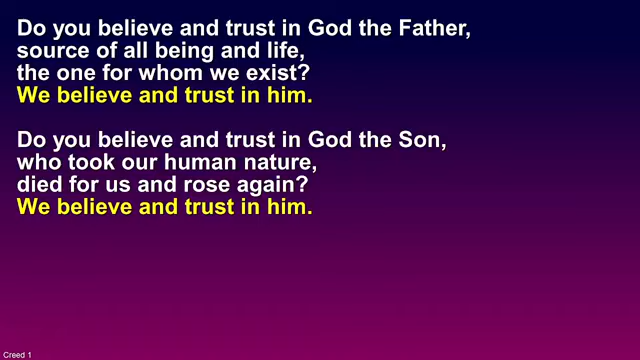 Do you believe and trust in God the Father,
source of all being and life,
the one for whom we exist?
We believe and trust in him.
Do you believe and trust in God the Son,
who took our human nature,
died for us and rose again?
We believe and trust in him.
Creed 1